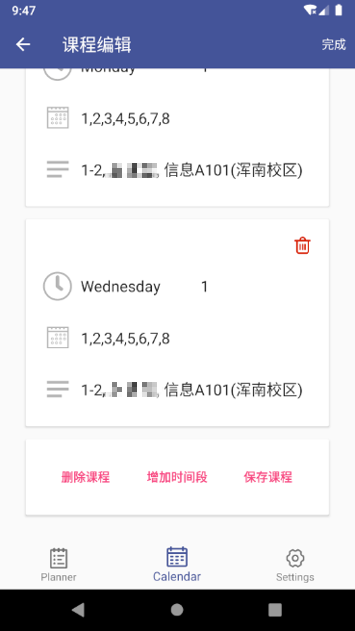 9:47
课程编辑 完成
Monday 1
1,2,3,4,5,6,7,8
1-2, 信息A101(浑南校区)
Wednesday 1
1,2,3,4,5,6,7,8
1-2, 信息A101(浑南校区)
删除课程 增加时间段 保存课程
Planner Calendar Settings